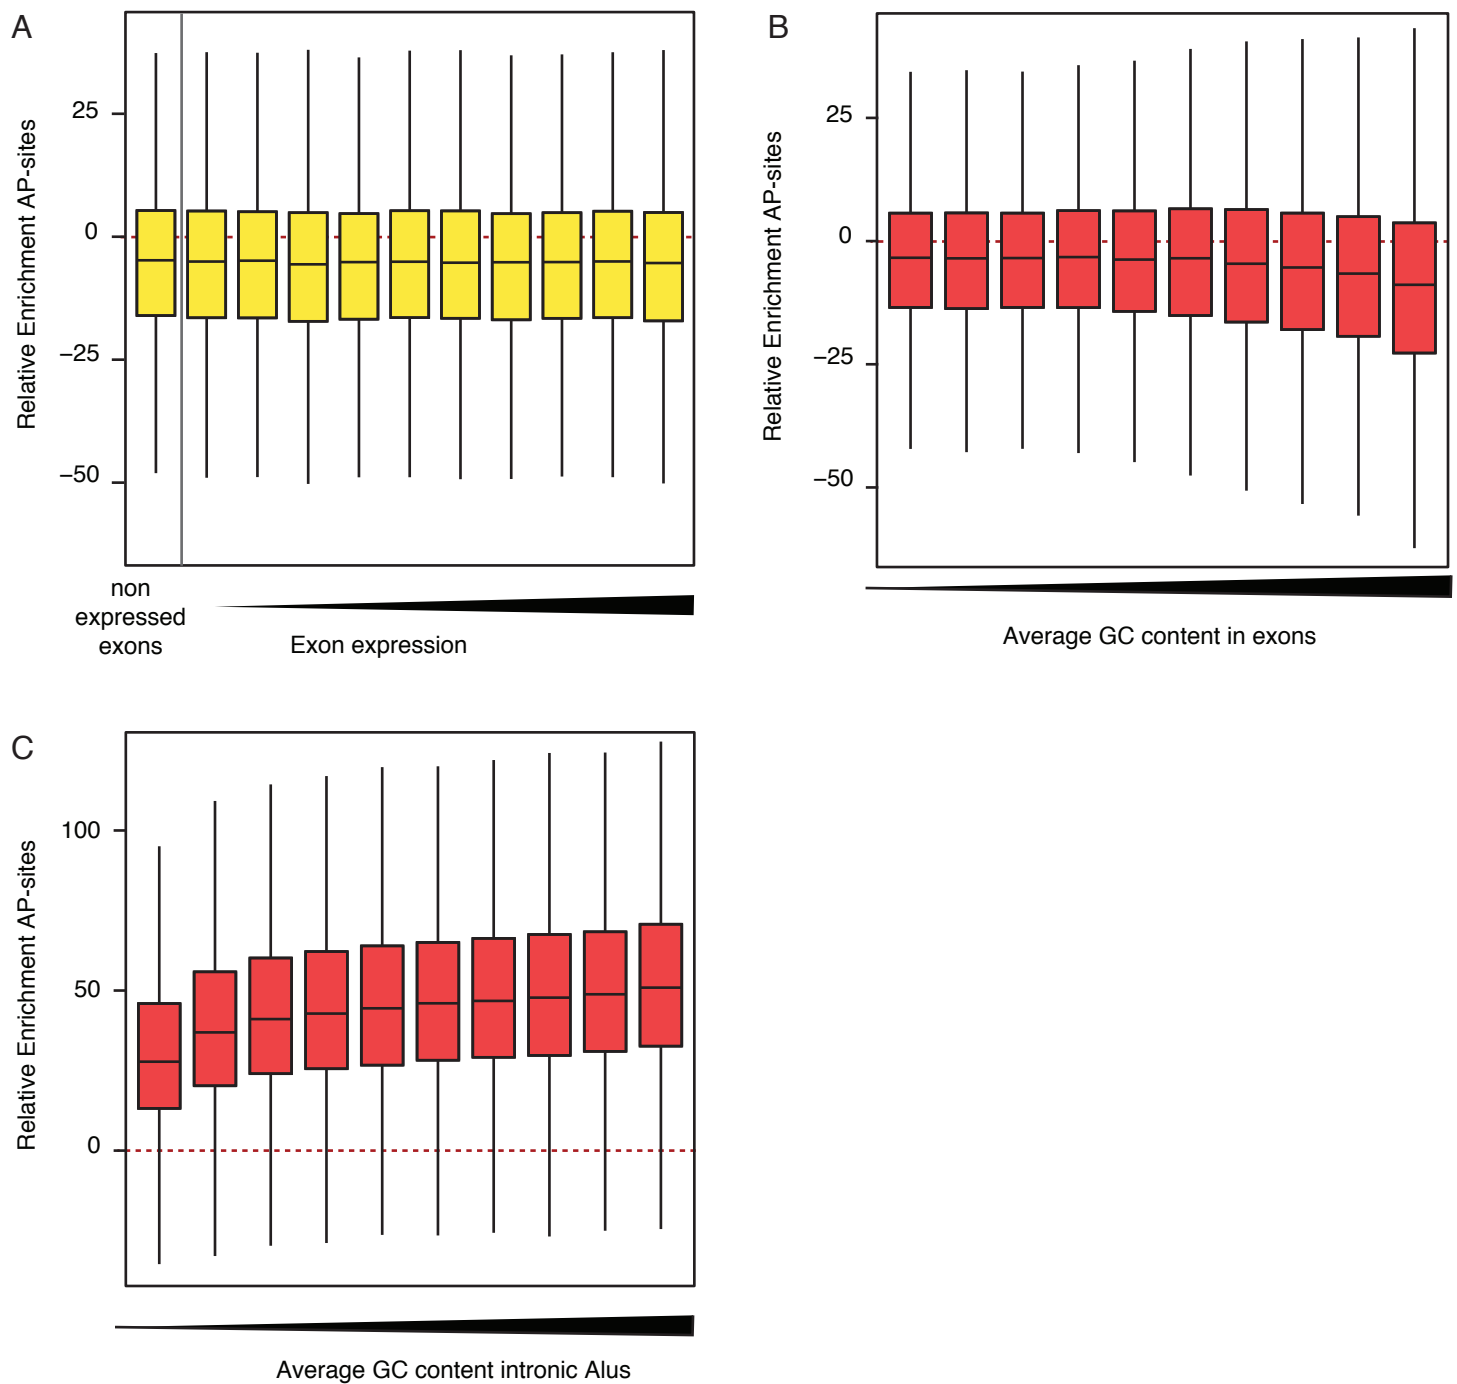 A
Relative Enrichment AP-sites
25
0
−25
−50
non
expressed
exons
Exon expression
B
Relative Enrichment AP-sites
25
0
−25
−50
Average GC content in exons
C
Relative Enrichment AP-sites
100
50
0
Average GC content intronic Alus